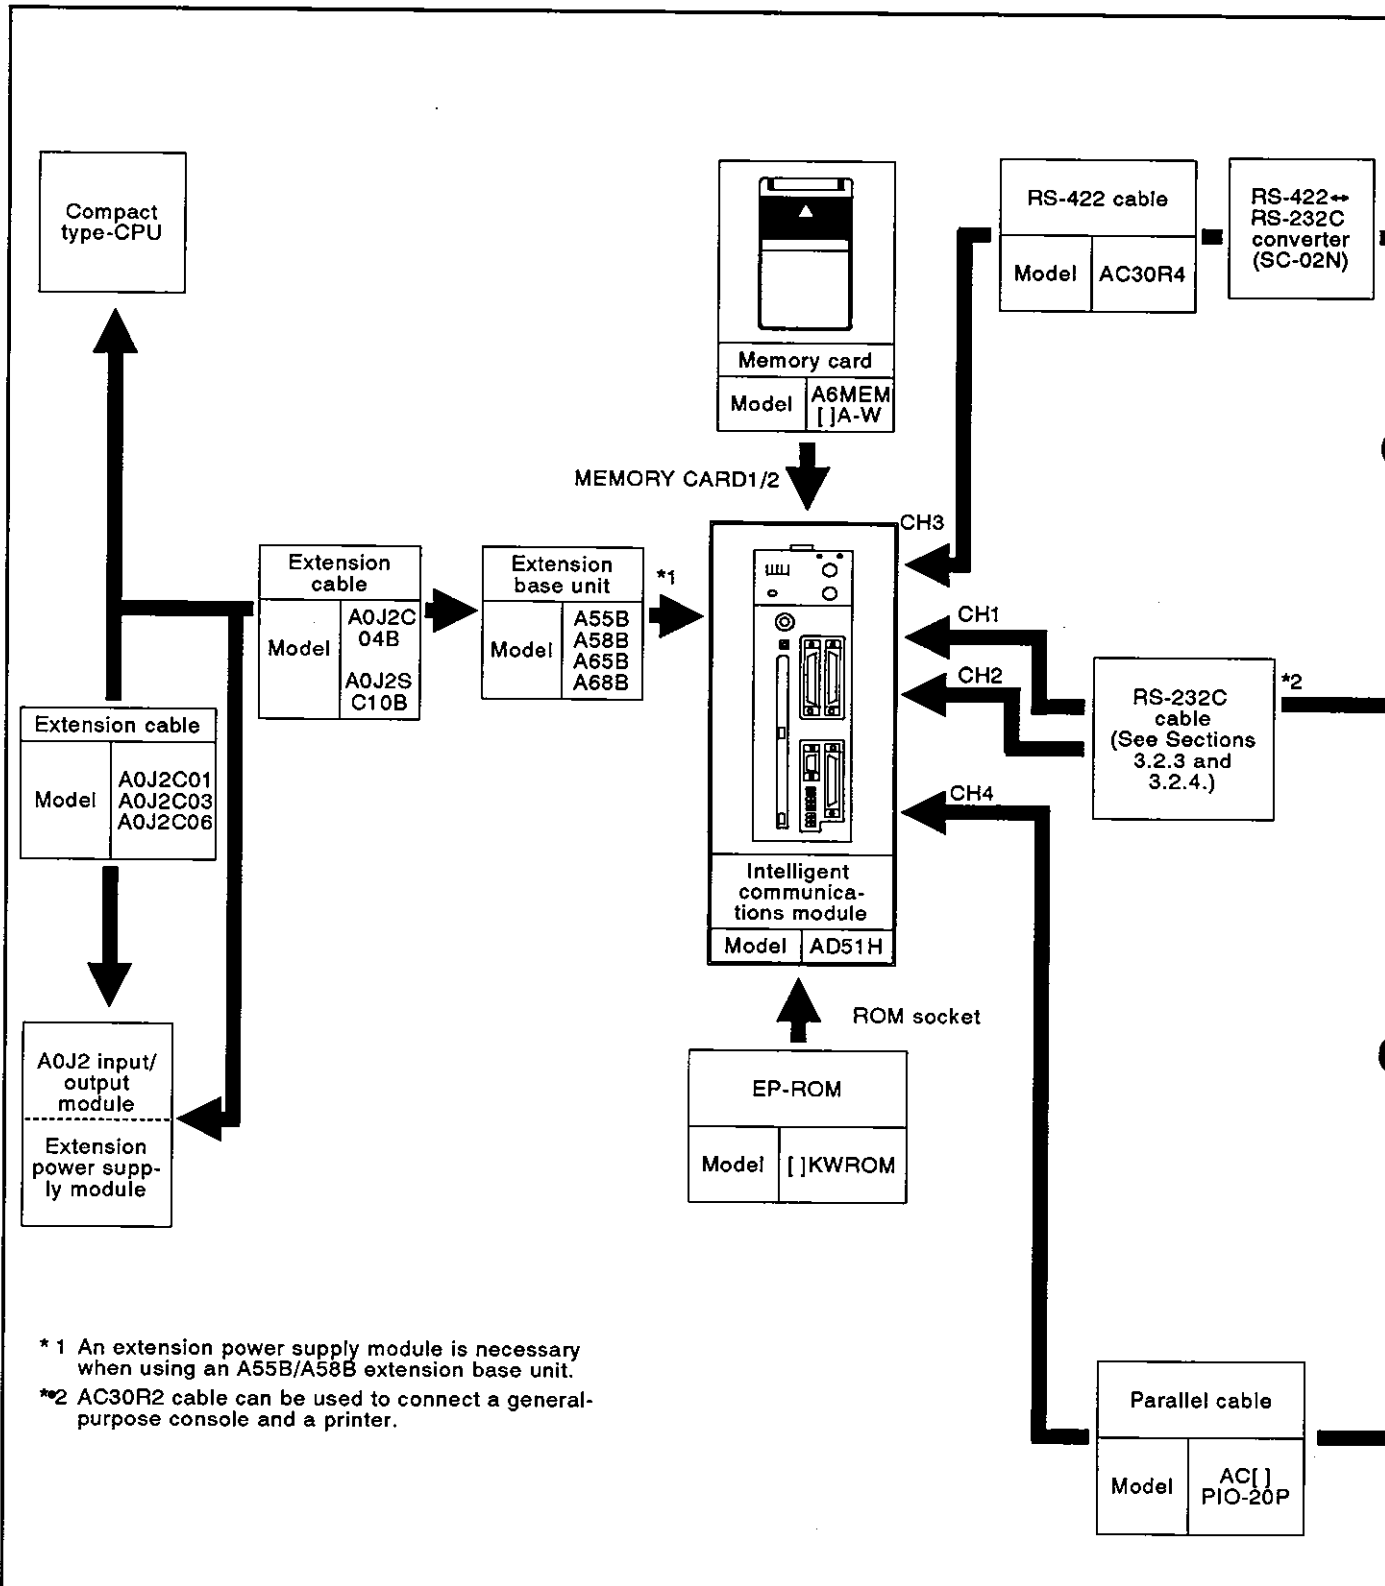 Compact
type-CPU
Memory card
Model
A6MEM
[ ]A-W
MEMORY CARD1/2
RS-422 cable
Model
AC30R4
RS-422↔
RS-232C
converter
(SC-02N)
Extension
cable
Model
A0J2C
04B
A0J2S
C10B
Extension
base unit
Model
A55B
A58B
A65B
A68B
*1
CH3
CH1
CH2
CH4
RS-232C
cable
(See Sections
3.2.3 and
3.2.4.)
*2
Extension cable
Model
A0J2C01
A0J2C03
A0J2C06
Intelligent
communica-
tions module
Model
AD51H
ROM socket
EP-ROM
Model
[ ]KWROM
A0J2 input/
output
module
Extension
power supp-
ly module
* 1 An extension power supply module is necessary
when using an A55B/A58B extension base unit.
*2 AC30R2 cable can be used to connect a general-
purpose console and a printer.
Parallel cable
Model
AC[ ]
PIO-20P